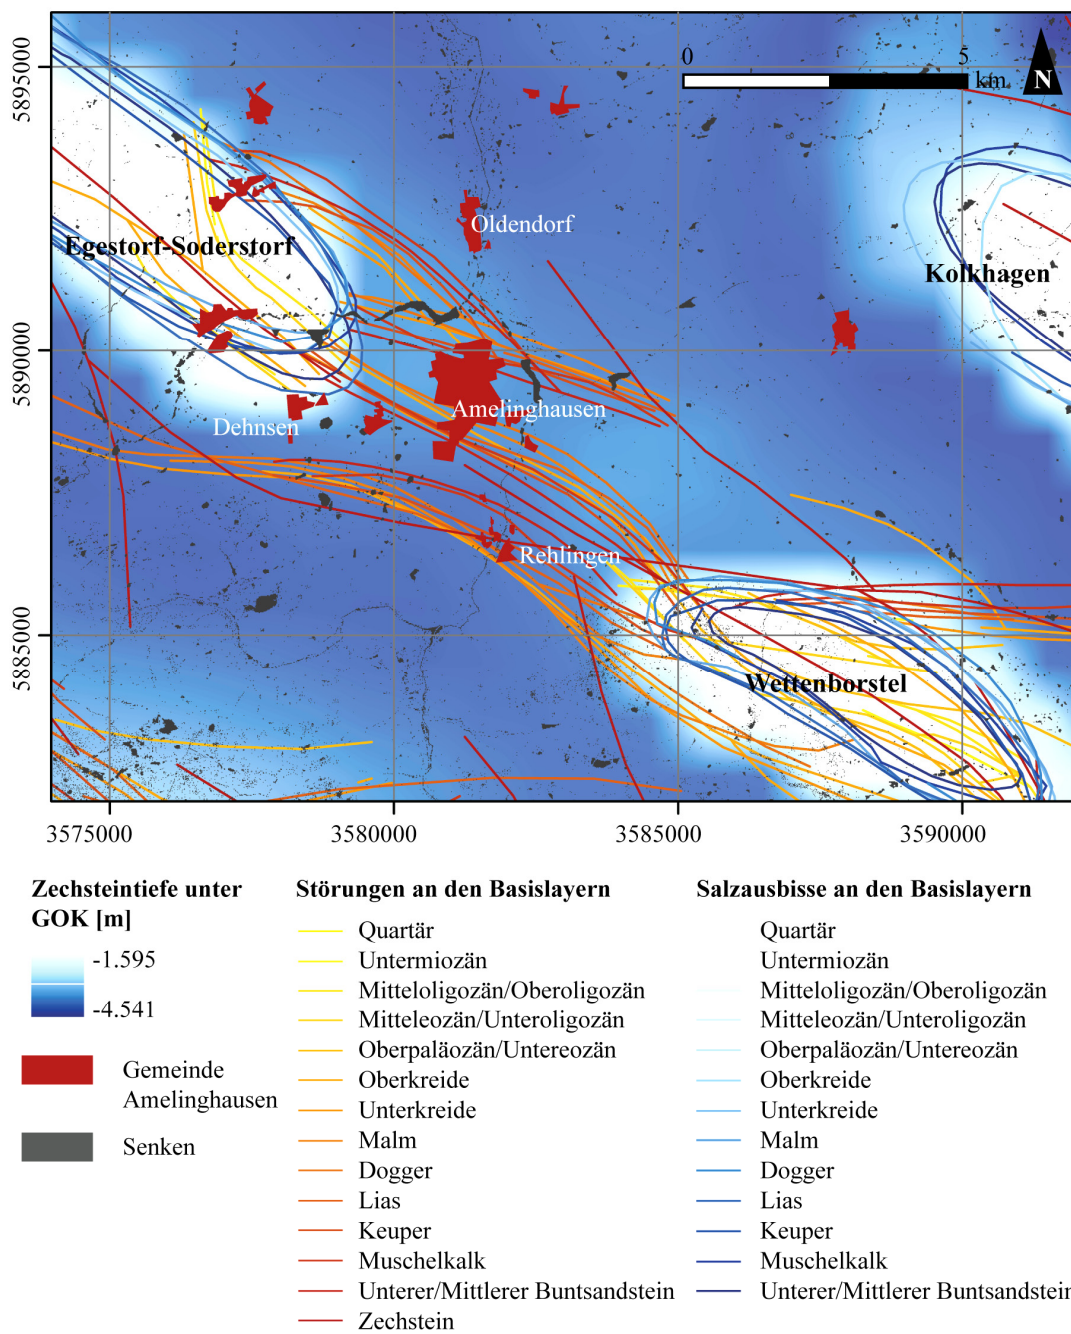 0
5
km
N
5895000
Oldendorf
Egestorf-Soderstorf
Kolkhagen
5890000
Amelinghausen
Dehnsen
Rehlingen
5885000
Wettenborstel
3575000
3580000
3585000
3590000
Zechsteintiefe unter
GOK [m]
-1.595
-4.541
Gemeinde
Amelinghausen
Senken
Störungen an den Basislayern
Quartär
Untermiozän
Mitteloligozän/Oberoligozän
Mitteleozän/Unteroligozän
Oberpaläozän/Untereozän
Oberkreide
Unterkreide
Malm
Dogger
Lias
Keuper
Muschelkalk
Unterer/Mittlerer Buntsandstein
Zechstein
Salzausbisse an den Basislayern
Quartär
Untermiozän
Mitteloligozän/Oberoligozän
Mitteleozän/Unteroligozän
Oberpaläozän/Untereozän
Oberkreide
Unterkreide
Malm
Dogger
Lias
Keuper
Muschelkalk
Unterer/Mittlerer Buntsandstein